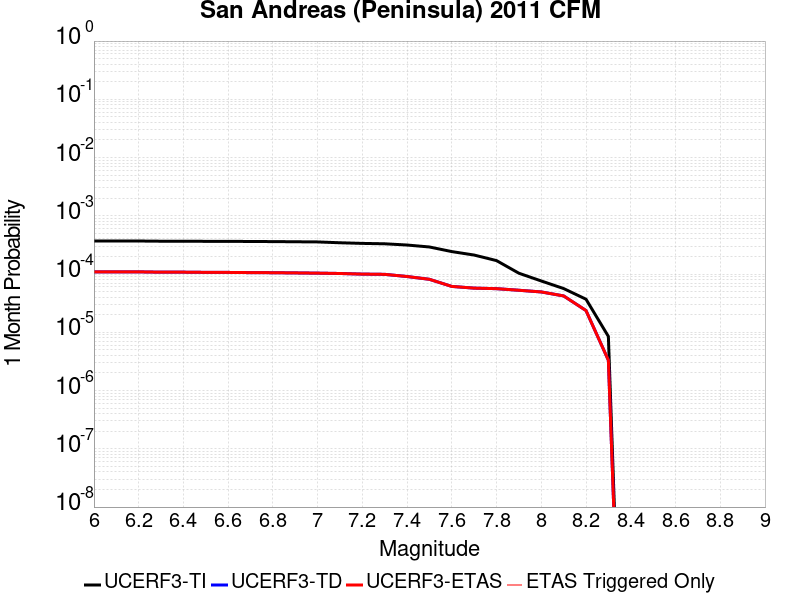 San Andreas (Peninsula) 2011 CFM
10^0
10^-1
10^-2
10^-3
10^-4
10^-5
10^-6
10^-7
10^-8
1 Month Probability
6 6.2 6.4 6.6 6.8 7 7.2 7.4 7.6 7.8 8 8.2 8.4 8.6 8.8 9
Magnitude
UCERF3-TI UCERF3-TD UCERF3-ETAS ETAS Triggered Only